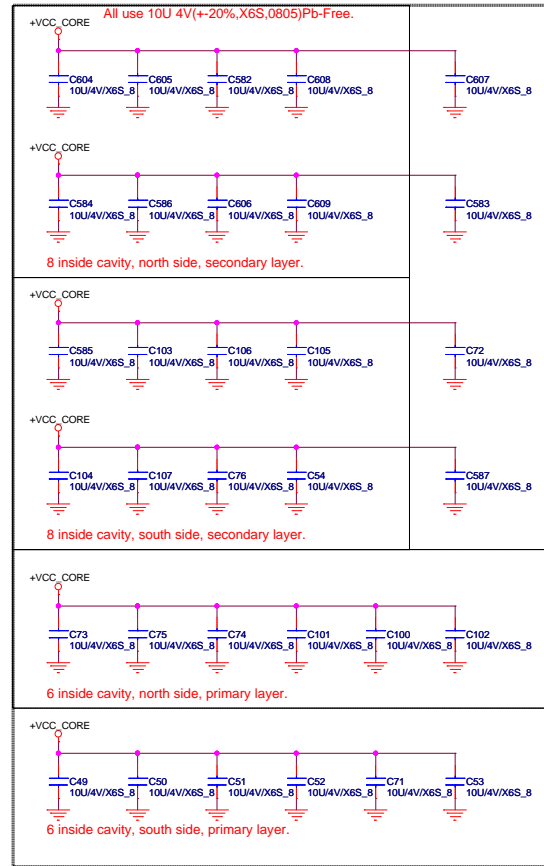 All use 10U 4V(+-20%,X6S,0805)Pb-Free.
+VCC_CORE
C604 C605 C582 C608 C607
10U/4V/X6S_8 10U/4V/X6S_8 10U/4V/X6S_8 10U/4V/X6S_8 10U/4V/X6S_8
+VCC_CORE
C584 C586 C606 C609 C583
10U/4V/X6S_8 10U/4V/X6S_8 10U/4V/X6S_8 10U/4V/X6S_8 10U/4V/X6S_8
8 inside cavity, north side, secondary layer.
+VCC_CORE
C585 C103 C106 C105 C72
10U/4V/X6S_8 10U/4V/X6S_8 10U/4V/X6S_8 10U/4V/X6S_8 10U/4V/X6S_8
+VCC_CORE
C104 C107 C76 C54 C587
10U/4V/X6S_8 10U/4V/X6S_8 10U/4V/X6S_8 10U/4V/X6S_8 10U/4V/X6S_8
8 inside cavity, south side, secondary layer.
+VCC_CORE
C73 C75 C74 C101 C100 C102
10U/4V/X6S_8 10U/4V/X6S_8 10U/4V/X6S_8 10U/4V/X6S_8 10U/4V/X6S_8 10U/4V/X6S_8
6 inside cavity, north side, primary layer.
+VCC_CORE
C49 C50 C51 C52 C71 C53
10U/4V/X6S_8 10U/4V/X6S_8 10U/4V/X6S_8 10U/4V/X6S_8 10U/4V/X6S_8 10U/4V/X6S_8
6 inside cavity, south side, primary layer.